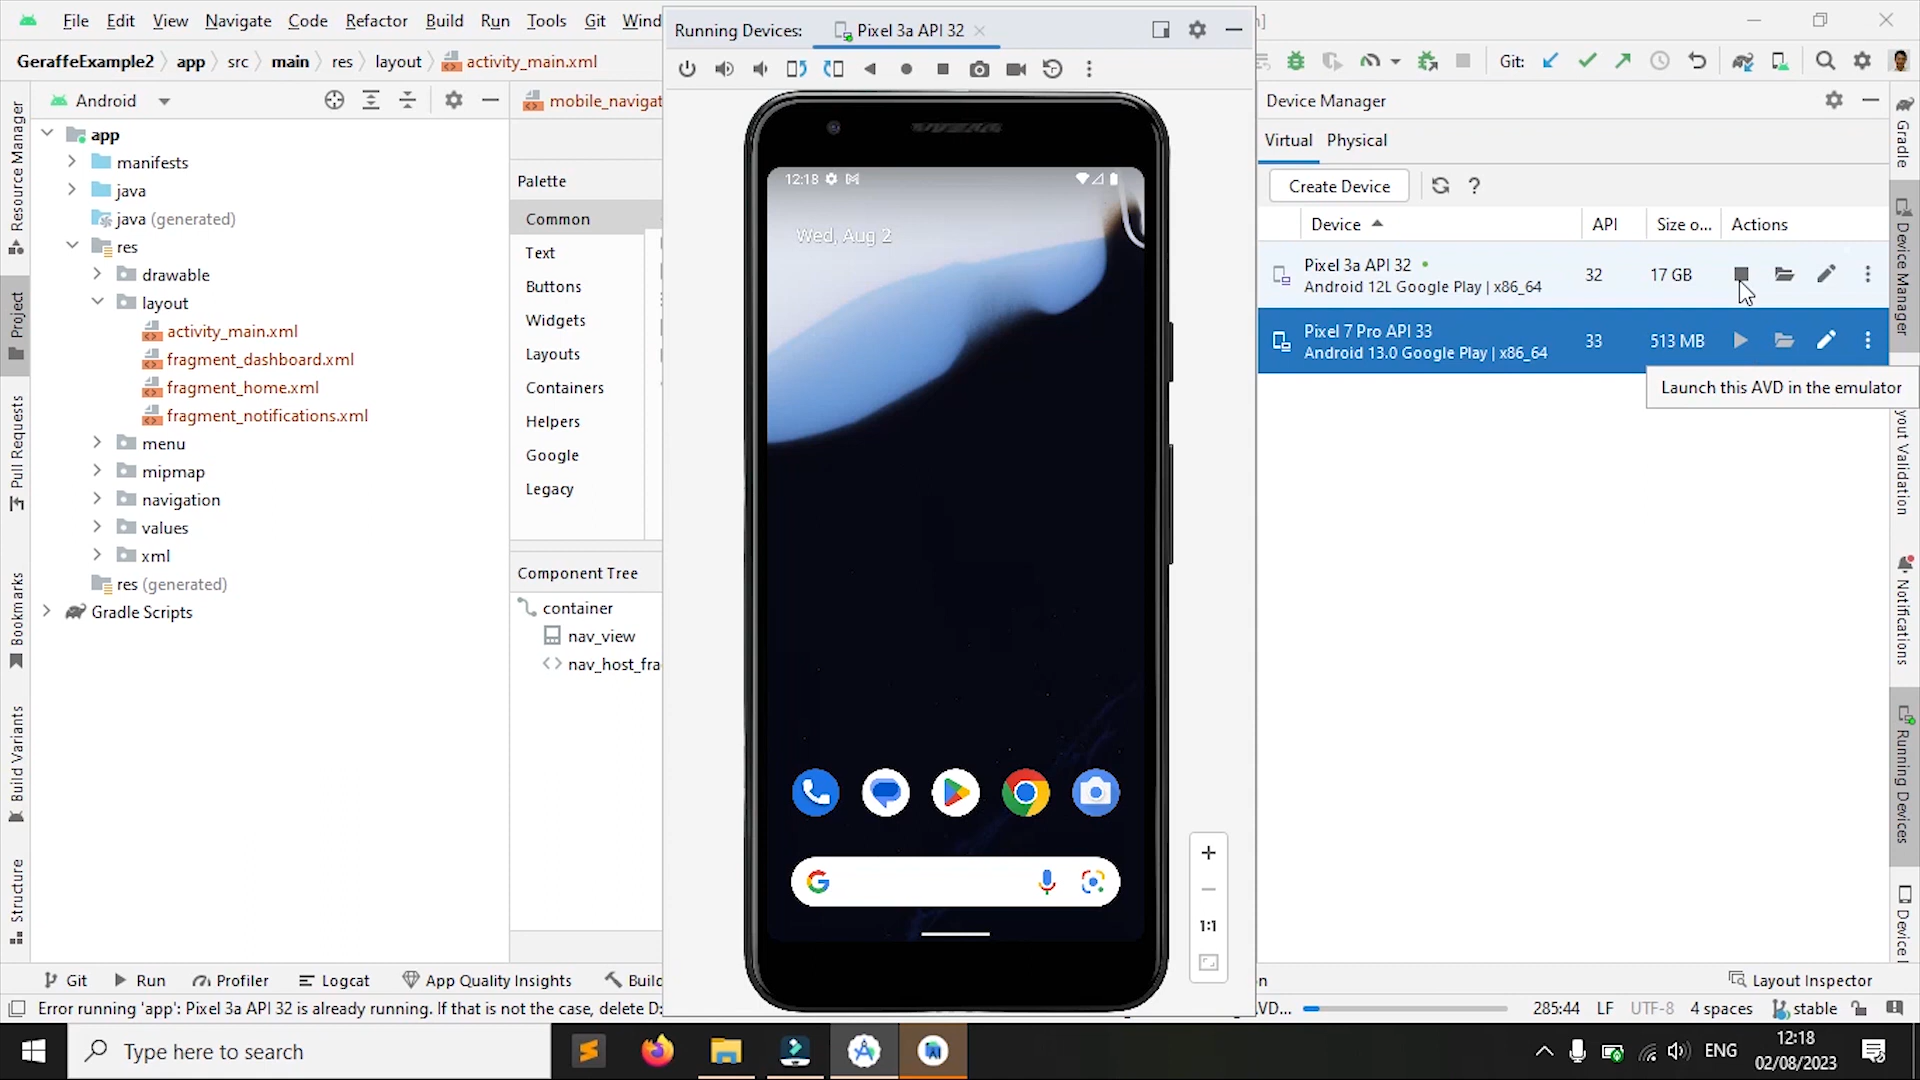 File Edit View Navigate Code Refactor Build Run Tools Git Wind
Running Devices: Pixel 3a API 32
GeraffeExample2 app src main res layout activity_main.xml
Git:
Android
mobile_navigat
Device Manager
Virtual Physical
Create Device ?
Device API Size o... Actions
Pixel 3a API 32
Android 12L Google Play | x86_64
32 17 GB
Pixel 7 Pro API 33
Android 13.0 Google Play | x86_64
33 513 MB
Launch this AVD in the emulator
app
manifests
java
java (generated)
res
drawable
layout
activity_main.xml
fragment_dashboard.xml
fragment_home.xml
fragment_notifications.xml
menu
mipmap
navigation
values
xml
res (generated)
Gradle Scripts
Palette
Common
Text
Buttons
Widgets
Layouts
Containers
Helpers
Google
Legacy
Component Tree
container
nav_view
nav_host_fra
12:18
Wed, Aug 2
1:1
Resource Manager
Project
Pull Requests
Bookmarks
Build Variants
Structure
Gradle
Device Manager
yout Validation
Notifications
Running Devices
Device
Git Run Profiler Logcat App Quality Insights Build
Layout Inspector
Error running 'app': Pixel 3a API 32 is already running. If that is not the case, delete D:
VD... 285:44 LF UTF-8 4 spaces stable
Type here to search
ENG
12:18
02/08/2023